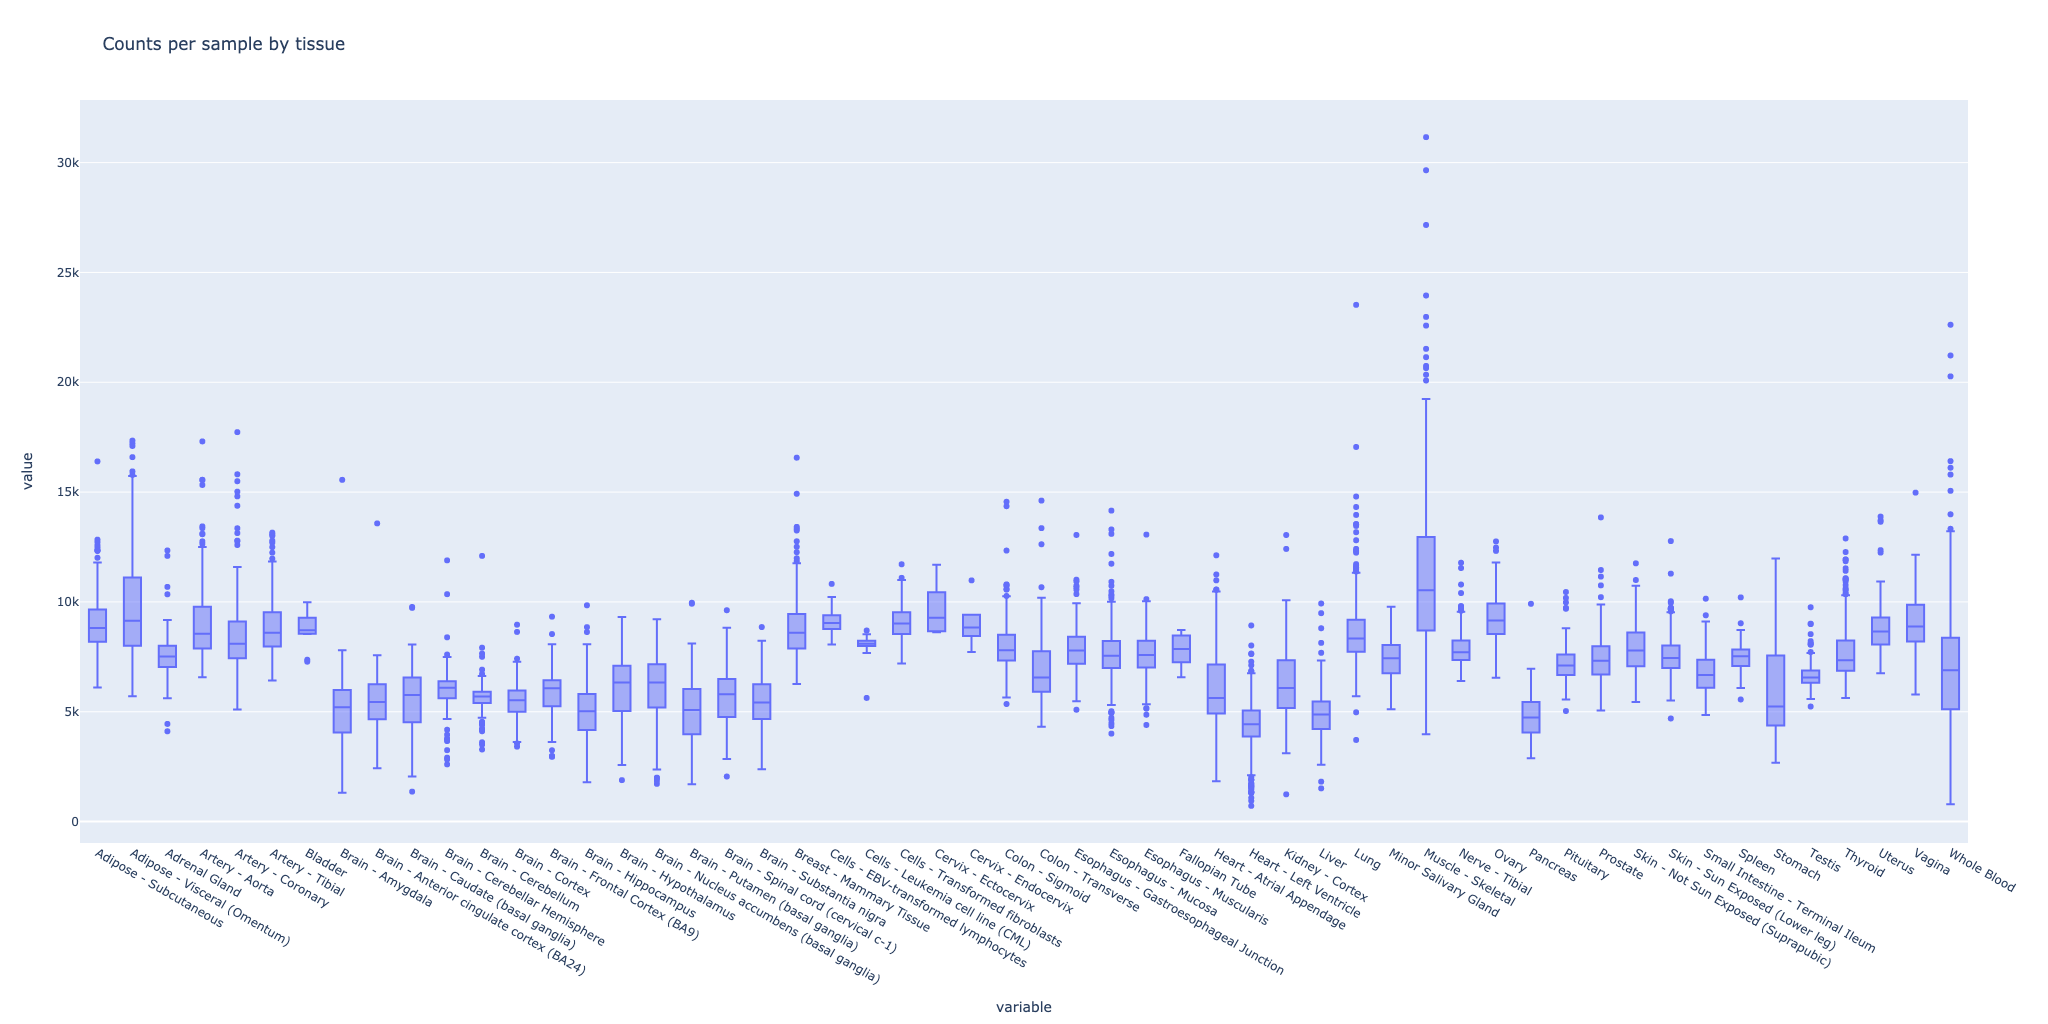 Counts per sample by tissue
30k
25k
20k
15k
10k
5k
0
value
Adipose - Subcutaneous
Adipose - Visceral (Omentum)
Adrenal Gland
Artery - Aorta
Artery - Coronary
Artery - Tibial
Bladder
Brain - Amygdala
Brain - Anterior cingulate cortex (BA24)
Brain - Caudate (basal ganglia)
Brain - Cerebellar Hemisphere
Brain - Cerebellum
Brain - Cortex
Brain - Frontal Cortex (BA9)
Brain - Hippocampus
Brain - Hypothalamus
Brain - Nucleus accumbens (basal ganglia)
Brain - Putamen (basal ganglia)
Brain - Spinal cord (cervical c-1)
Brain - Substantia nigra
Breast - Mammary Tissue
Cells - EBV-transformed lymphocytes
Cells - Leukemia cell line (CML)
Cells - Transformed fibroblasts
Cervix - Ectocervix
Cervix - Endocervix
Colon - Sigmoid
Colon - Transverse
Esophagus - Gastroesophageal Junction
Esophagus - Mucosa
Esophagus - Muscularis
Fallopian Tube
Heart - Atrial Appendage
Heart - Left Ventricle
Kidney - Cortex
Liver
Lung
Minor Salivary Gland
Muscle - Skeletal
Nerve - Tibial
Ovary
Pancreas
Pituitary
Prostate
Skin - Not Sun Exposed (Suprapubic)
Skin - Sun Exposed (Lower leg)
Small Intestine - Terminal Ileum
Spleen
Stomach
Testis
Thyroid
Uterus
Vagina
Whole Blood
variable